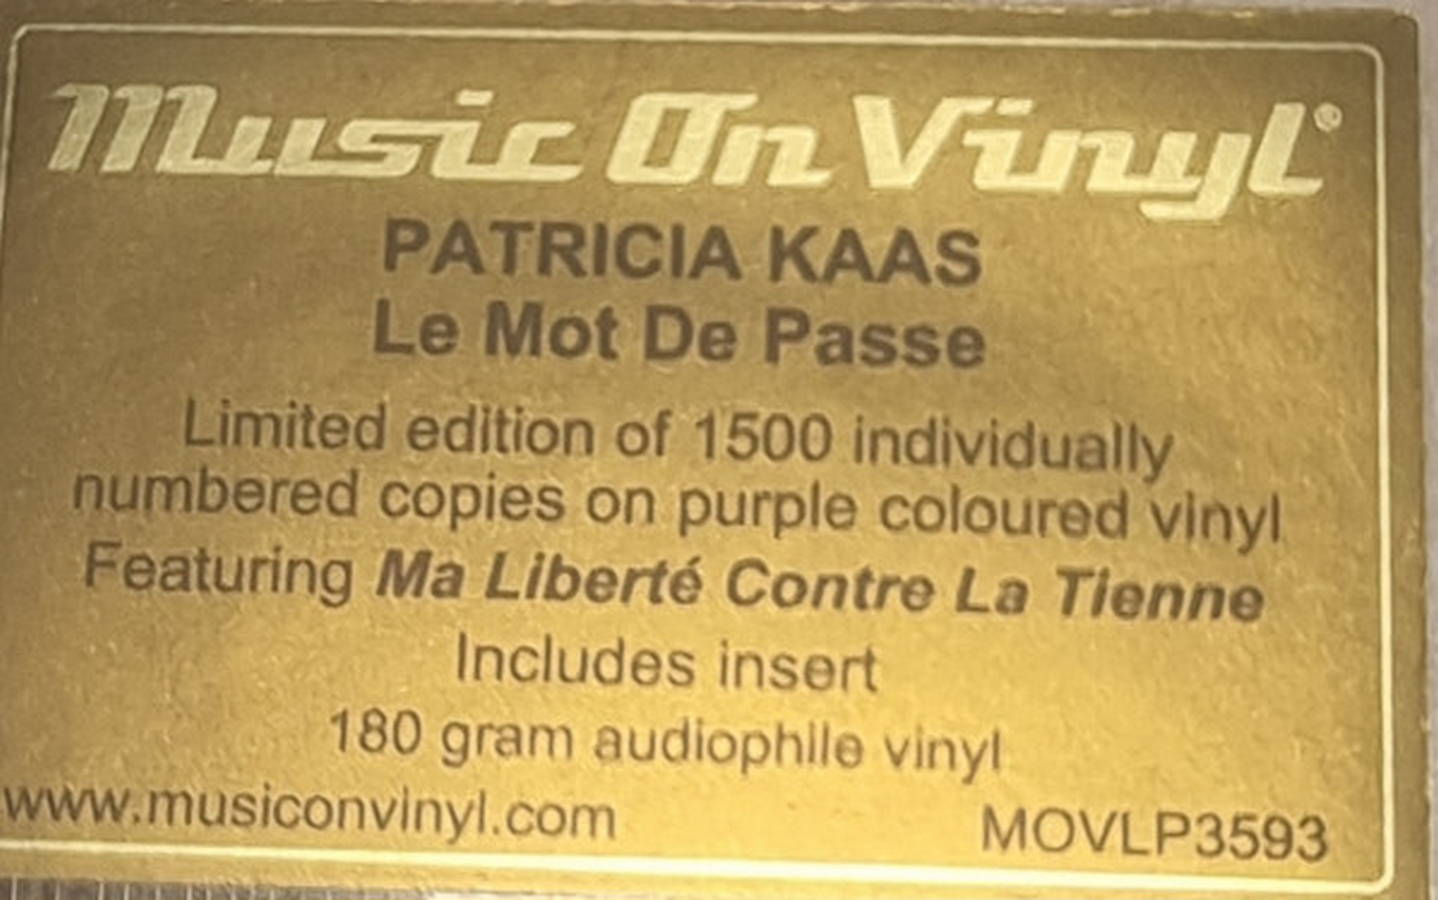 Music On Vinyl®
PATRICIA KAAS
Le Mot De Passe
Limited edition of 1500 individually
numbered copies on purple coloured vinyl
Featuring Ma Liberté Contre La Tienne
Includes insert
180 gram audiophile vinyl
www.musiconvinyl.com MOVLP3593